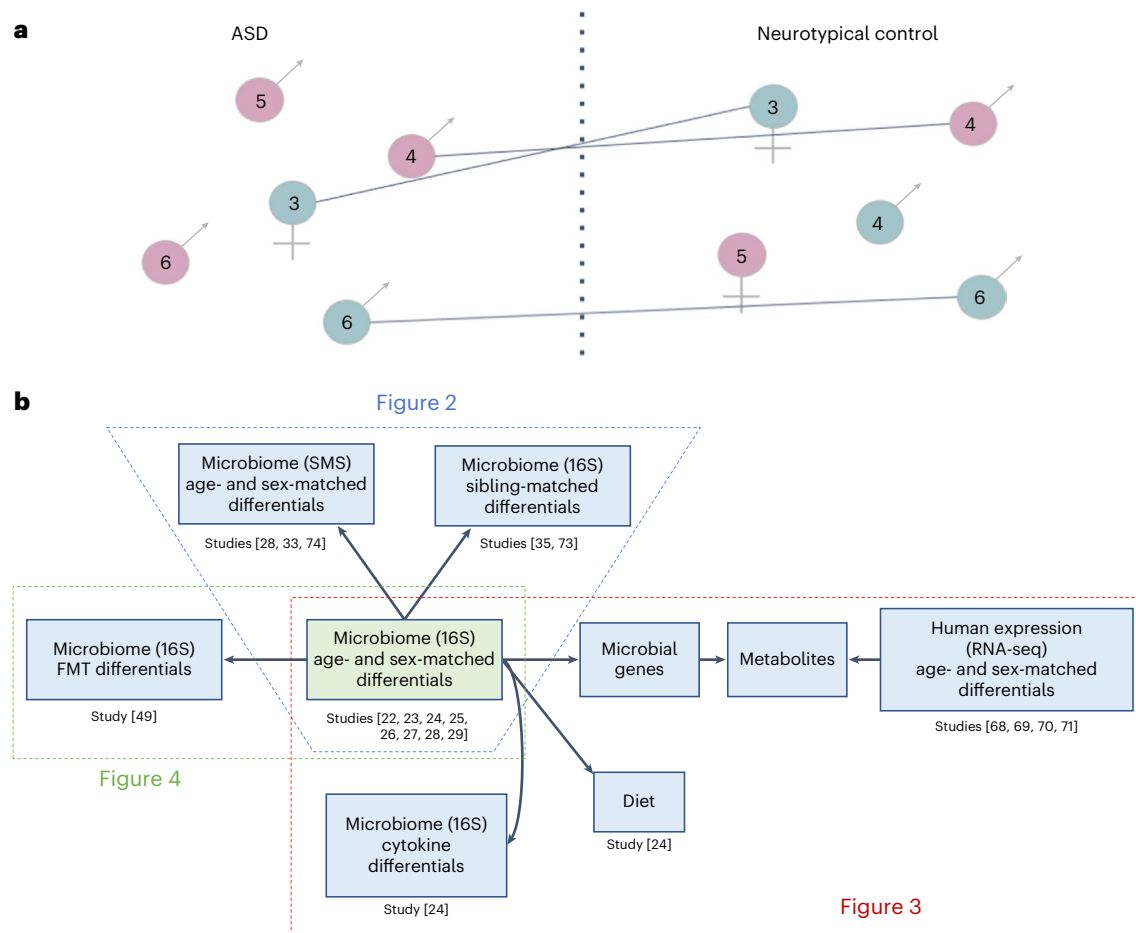 a
ASD
Neurotypical control
5
3
4
4
3
4
5
6
6
6
b
Figure 2
Microbiome (SMS)
age- and sex-matched
differentials
Studies [28, 33, 74]
Microbiome (16S)
sibling-matched
differentials
Studies [35, 73]
Microbiome (16S)
FMT differentials
Study [49]
Microbiome (16S)
age- and sex-matched
differentials
Studies [22, 23, 24, 25,
26, 27, 28, 29]
Microbial
genes
Metabolites
Human expression
(RNA-seq)
age- and sex-matched
differentials
Studies [68, 69, 70, 71]
Figure 4
Microbiome (16S)
cytokine
differentials
Study [24]
Diet
Study [24]
Figure 3